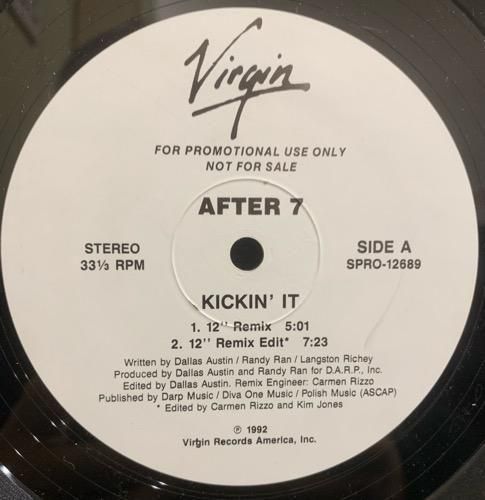 Virgin
FOR PROMOTIONAL USE ONLY
NOT FOR SALE
AFTER 7
STEREO
33⅓ RPM
SIDE A
SPRO-12689
KICKIN' IT
1. 12'' Remix 5:01
2. 12'' Remix Edit* 7:23
Written by Dallas Austin / Randy Ran / Langston Richey
Produced by Dallas Austin and Randy Ran for D.A.R.P., Inc.
Edited by Dallas Austin. Remix Engineer: Carmen Rizzo
Published by Darp Music / Diva One Music / Polish Music (ASCAP)
* Edited by Carmen Rizzo and Kim Jones
℗ 1992
Virgin Records America, Inc.